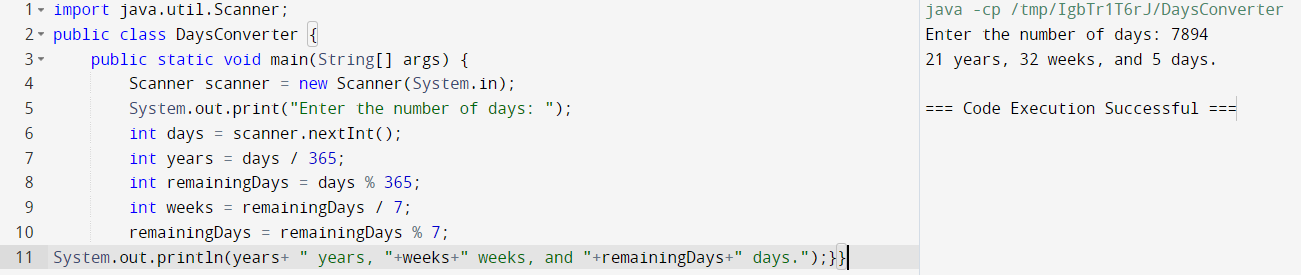 1 import java.util.Scanner;
2 public class DaysConverter {
3     public static void main(String[] args) {
4         Scanner scanner = new Scanner(System.in);
5         System.out.print("Enter the number of days: ");
6         int days = scanner.nextInt();
7         int years = days / 365;
8         int remainingDays = days % 365;
9         int weeks = remainingDays / 7;
10         remainingDays = remainingDays % 7;
11 System.out.println(years+ " years, "+weeks+" weeks, and "+remainingDays+" days.");}}
java -cp /tmp/IgbTr1T6rJ/DaysConverter
Enter the number of days: 7894
21 years, 32 weeks, and 5 days.
=== Code Execution Successful ===